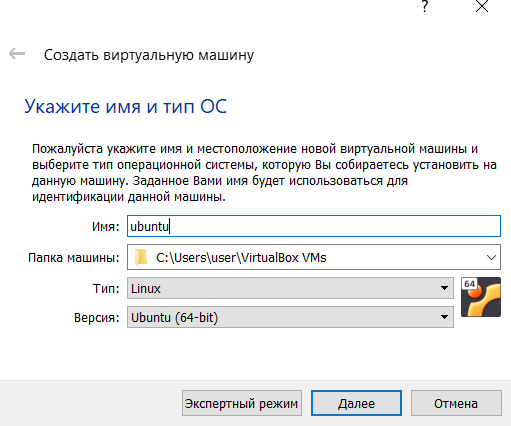 ?
Создать виртуальную машину
Укажите имя и тип ОС
Пожалуйста укажите имя и местоположение новой виртуальной машины и
выберите тип операционной системы, которую Вы собираетесь установить на
данную машину. Заданное Вами имя будет использоваться для
идентификации данной машины.
Имя: ubuntu
Папка машины: C:\Users\user\VirtualBox VMs
Тип: Linux
64
Версия: Ubuntu (64-bit)
Экспертный режим Далее Отмена